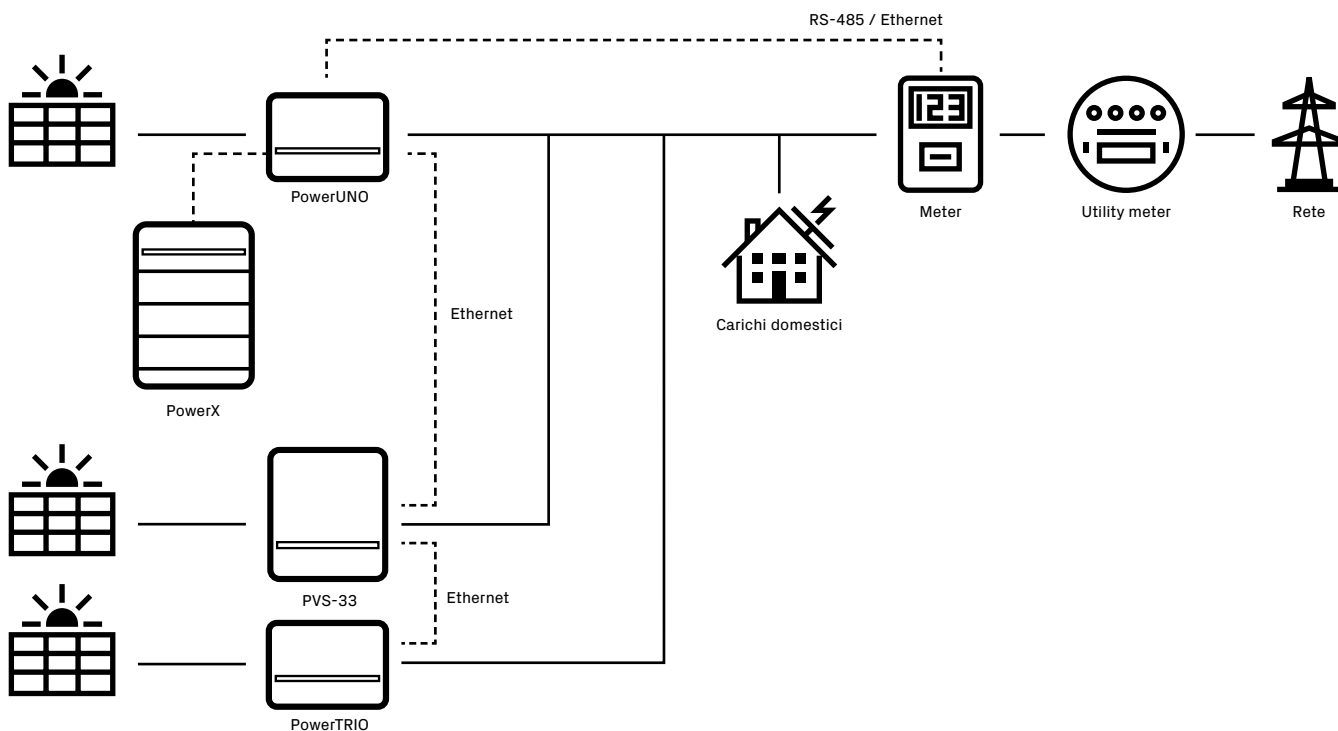 RS-485 / Ethernet
123
PowerUNO
Meter
Utility meter
Rete
Ethernet
Carichi domestici
PowerX
PVS-33
Ethernet
PowerTRIO